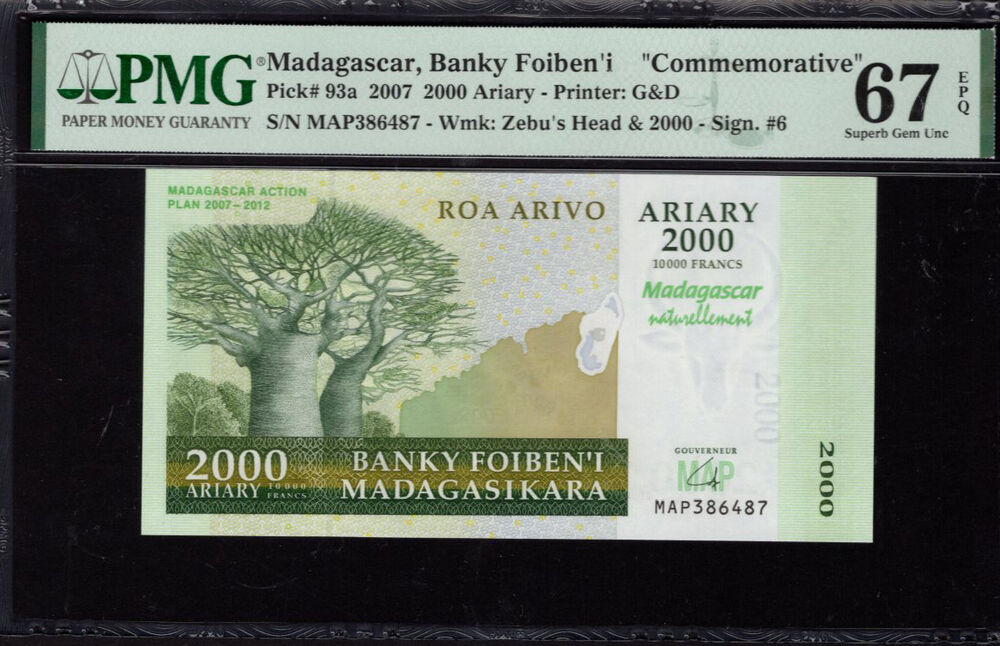 PMG® Madagascar, Banky Foiben'i "Commemorative" 67 EPQ
Pick# 93a 2007 2000 Ariary - Printer: G&D
PAPER MONEY GUARANTY S/N MAP386487 - Wmk: Zebu's Head & 2000 - Sign. #6 Superb Gem Unc
MADAGASCAR ACTION
PLAN 2007-2012
ROA ARIVO
ARIARY
2000
10000 FRANCS
Madagascar
naturellement
2000
2000
ARIARY 10000
FRANCS
BANKY FOIBEN'I
MADAGASIKARA
GOUVERNEUR
MAP
MAP386487
2000